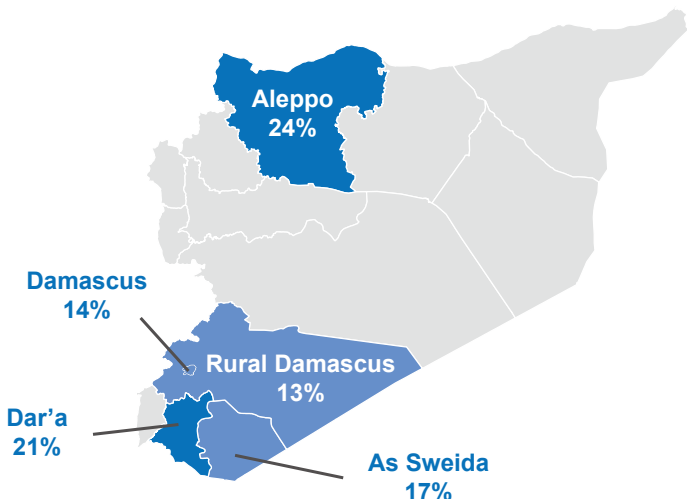 Aleppo
24%
Damascus
14%
Rural Damascus
13%
Dar’a
21%
As Sweida
17%